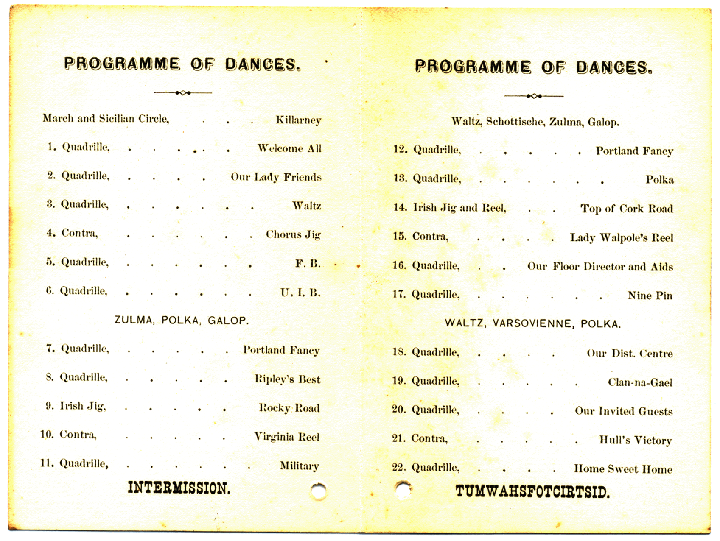 PROGRAMME OF DANCES.
March and Sicilian Circle, . . . Killarney
1. Quadrille, . . . . . Welcome All
2. Quadrille, . . . . Our Lady Friends
3. Quadrille, . . . . . . Waltz
4. Contra, . . . . . Chorus Jig
5. Quadrille, . . . . . . F. B.
6. Quadrille, . . . . . . U. I. B.
ZULMA, POLKA, GALOP.
7. Quadrille, . . . . . Portland Fancy
8. Quadrille, . . . . . Ripley's Best
9. Irish Jig, . . . . . Rocky Road
10. Contra, . . . . . Virginia Reel
11. Quadrille, . . . . . . Military
INTERMISSION.
PROGRAMME OF DANCES.
Waltz, Schottische, Zulma, Galop.
12. Quadrille, . . . . . Portland Fancy
13. Quadrille, . . . . . . Polka
14. Irish Jig and Reel, . . Top of Cork Road
15. Contra, . . . . Lady Walpole's Reel
16. Quadrille, . . Our Floor Director and Aids
17. Quadrille, . . . . . . Nine Pin
WALTZ, VARSOVIENNE, POLKA.
18. Quadrille, . . . . Our Dist. Centre
19. Quadrille, . . . . . Clan-na-Gael
20. Quadrille, . . . . Our Invited Guests
21. Contra, . . . . . Hull's Victory
22. Quadrille, . . . . Home Sweet Home
TUMWAHSFOTCIRTSID.